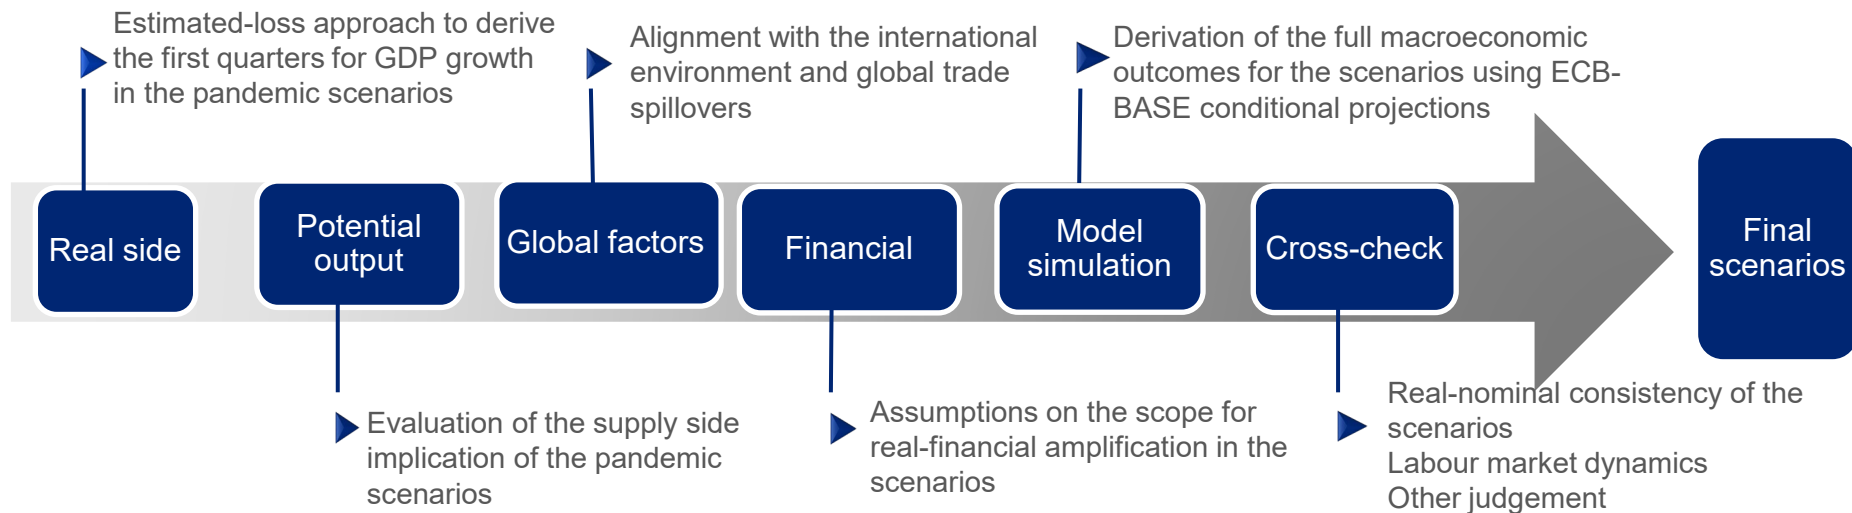 Estimated-loss approach to derive
the first quarters for GDP growth
in the pandemic scenarios
Alignment with the international
environment and global trade
spillovers
Derivation of the full macroeconomic
outcomes for the scenarios using ECB-
BASE conditional projections
Real side
Potential
output
Global factors
Financial
Model
simulation
Cross-check
Final
scenarios
Evaluation of the supply side
implication of the pandemic
scenarios
Assumptions on the scope for
real-financial amplification in the
scenarios
Real-nominal consistency of the
scenarios
Labour market dynamics
Other judgement